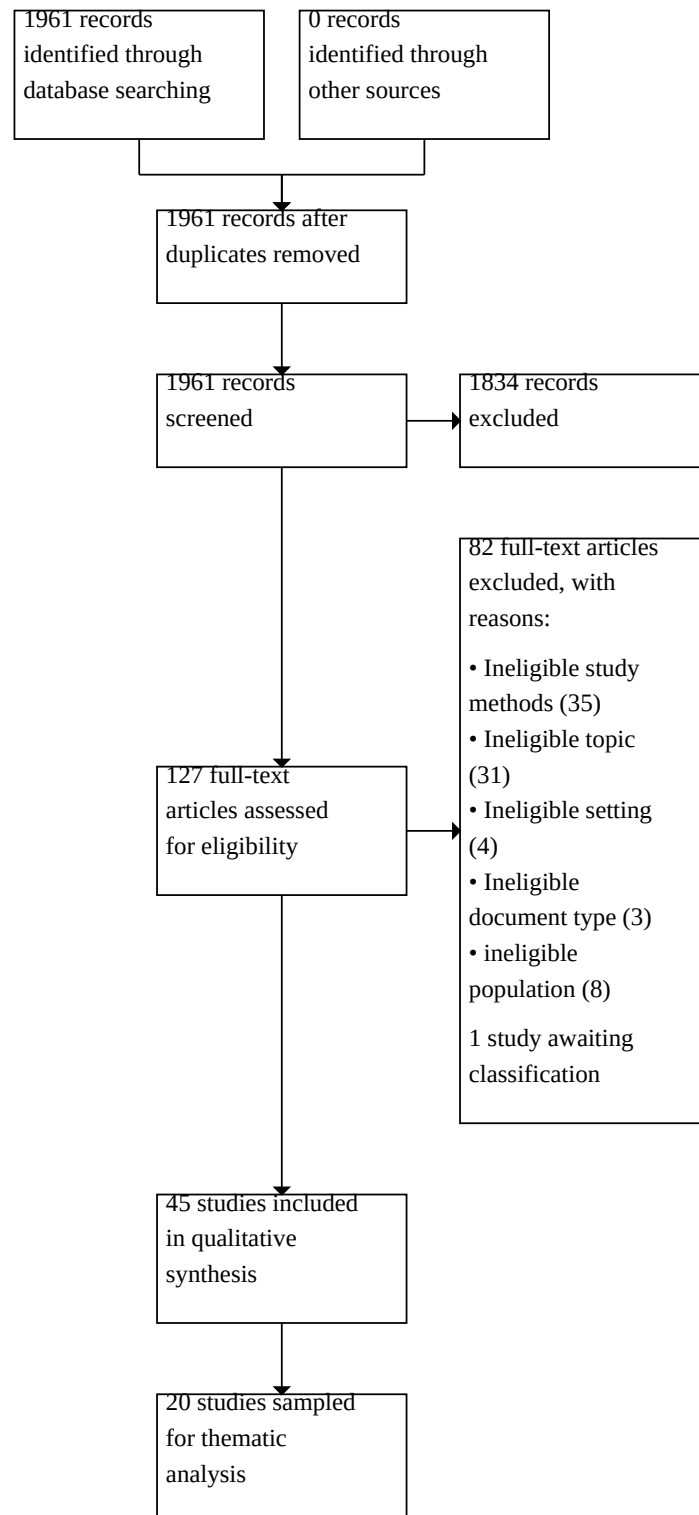 1961 records
identified through
database searching
0 records
identified through
other sources
1961 records after
duplicates removed
1961 records
screened
1834 records
excluded
82 full-text articles
excluded, with
reasons:
• Ineligible study
methods (35)
• Ineligible topic
(31)
• Ineligible setting
(4)
• Ineligible
document type (3)
• ineligible
population (8)
1 study awaiting
classification
127 full-text
articles assessed
for eligibility
45 studies included
in qualitative
synthesis
20 studies sampled
for thematic
analysis